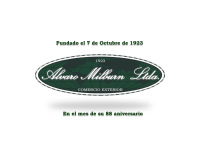 Fundado el 7 de Octubre de 1923
1923
Alvaro Milburn Ltda.
COMERCIO EXTERIOR
En el mes de su 88 aniversario